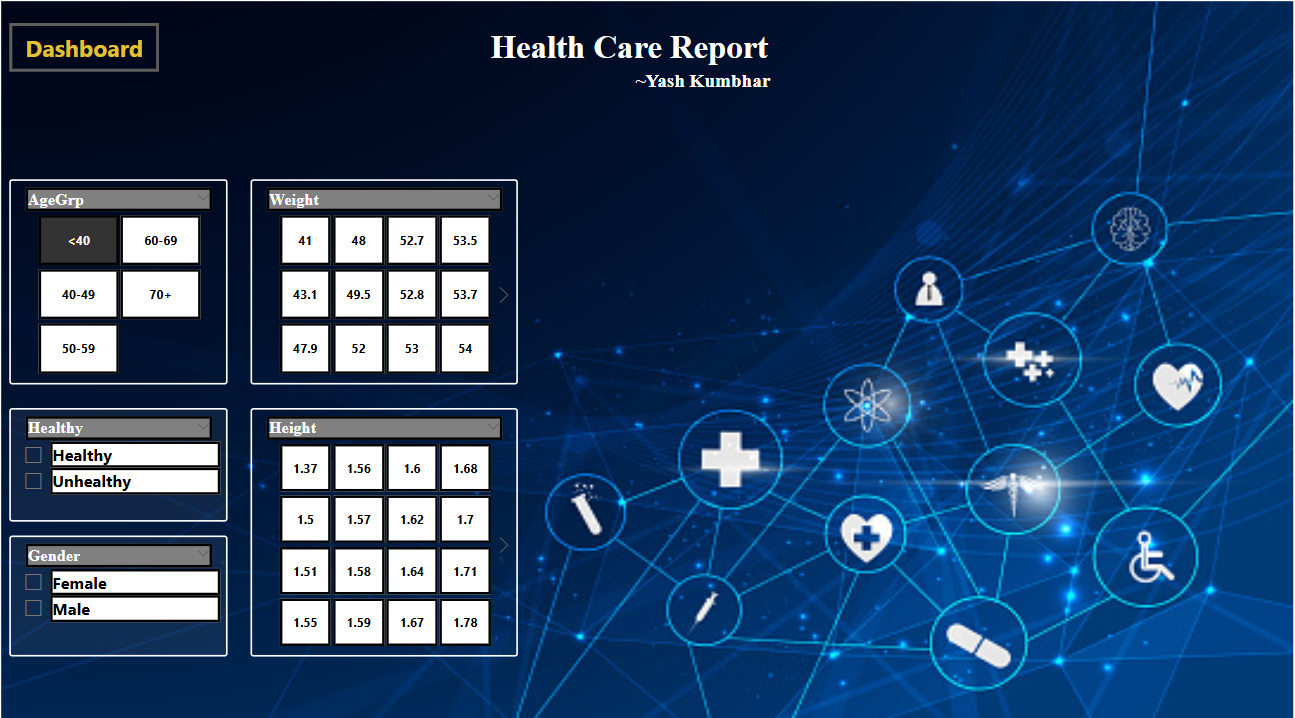 Dashboard
Health Care Report
~Yash Kumbhar
AgeGrp
<40 60-69
40-49 70+
50-59
Weight
41 48 52.7 53.5
43.1 49.5 52.8 53.7
47.9 52 53 54
Healthy
Healthy
Unhealthy
Gender
Female
Male
Height
1.37 1.56 1.6 1.68
1.5 1.57 1.62 1.7
1.51 1.58 1.64 1.71
1.55 1.59 1.67 1.78